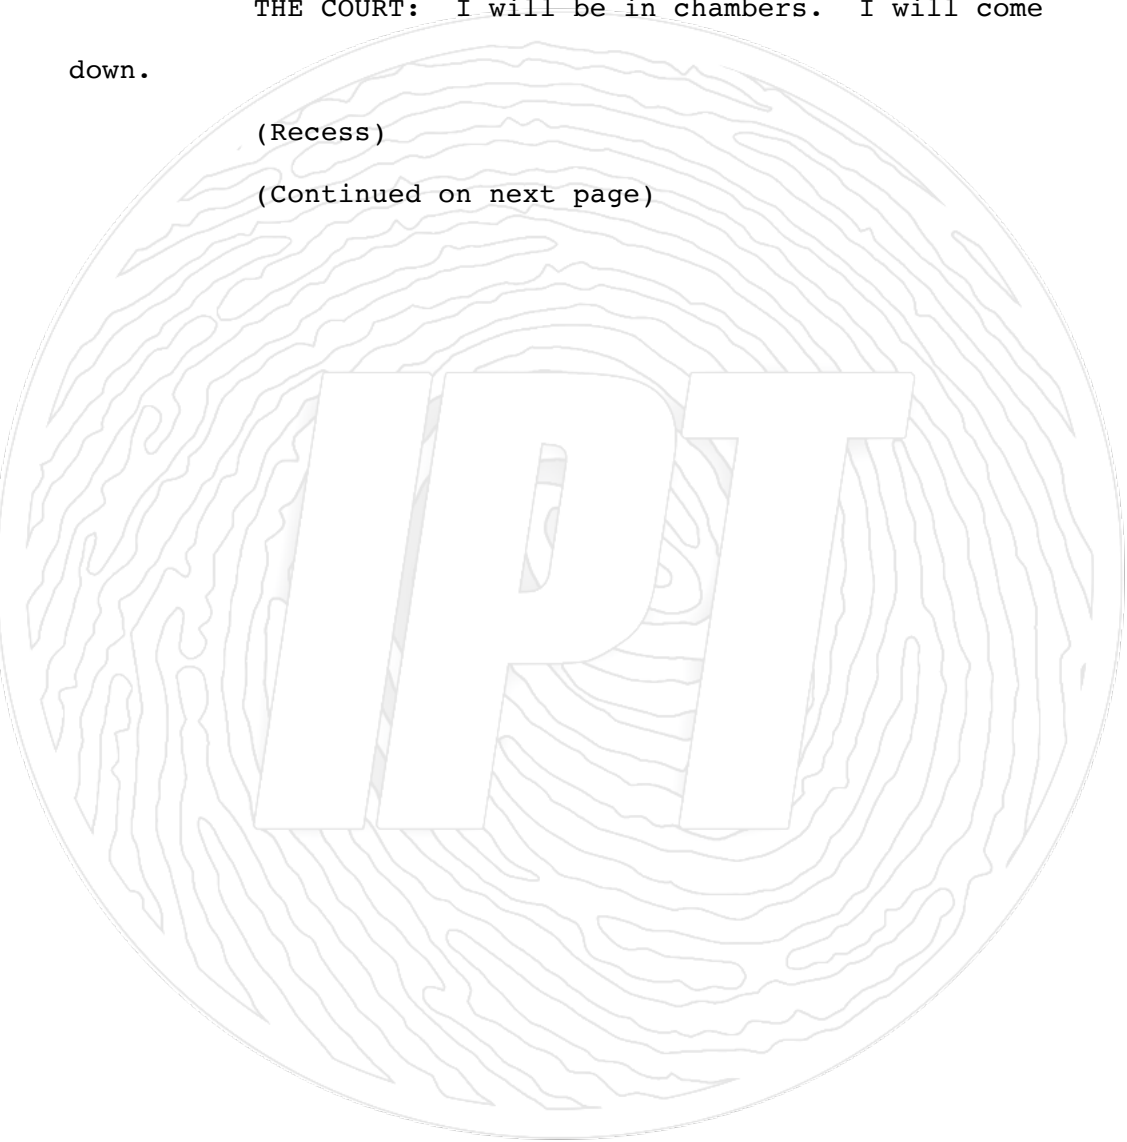 THE COURT:  I will be in chambers.  I will come
down.
(Recess)
(Continued on next page)
IPT